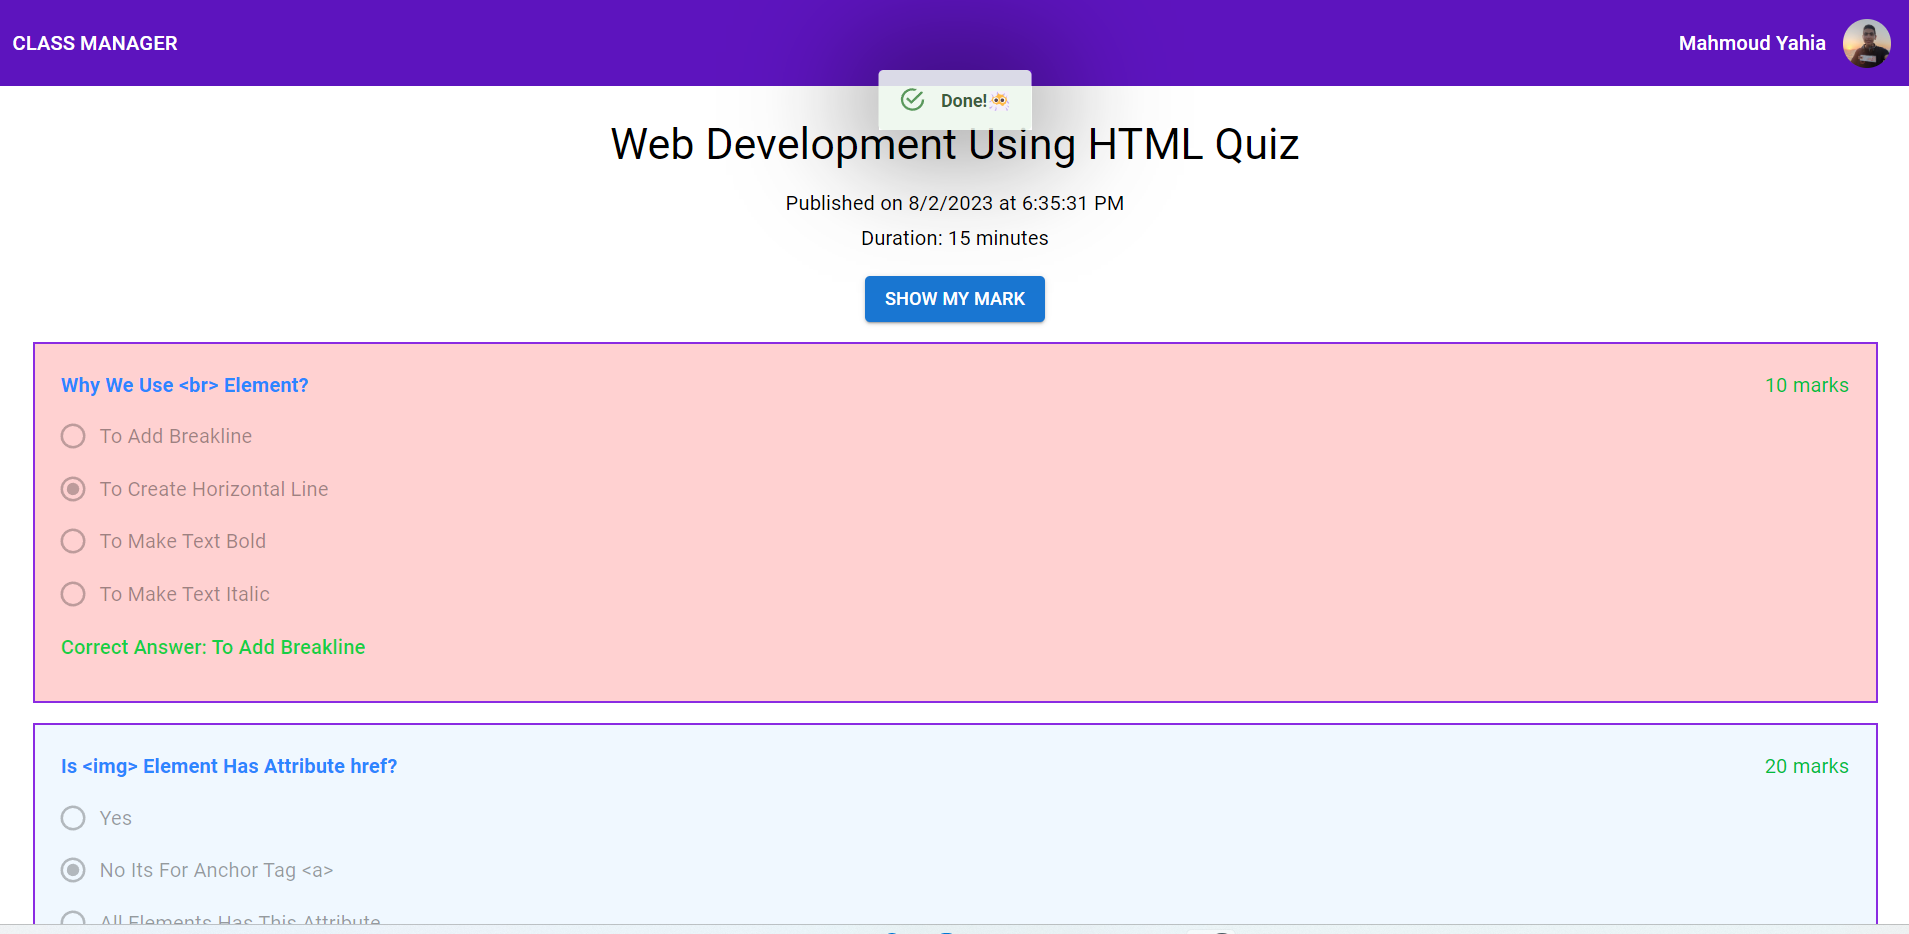 CLASS MANAGER
Mahmoud Yahia
Done!
Web Development Using HTML Quiz
Published on 8/2/2023 at 6:35:31 PM
Duration: 15 minutes
SHOW MY MARK
Why We Use <br> Element?
10 marks
To Add Breakline
To Create Horizontal Line
To Make Text Bold
To Make Text Italic
Correct Answer: To Add Breakline
Is <img> Element Has Attribute href?
20 marks
Yes
No Its For Anchor Tag <a>
All Elements Has This Attribute